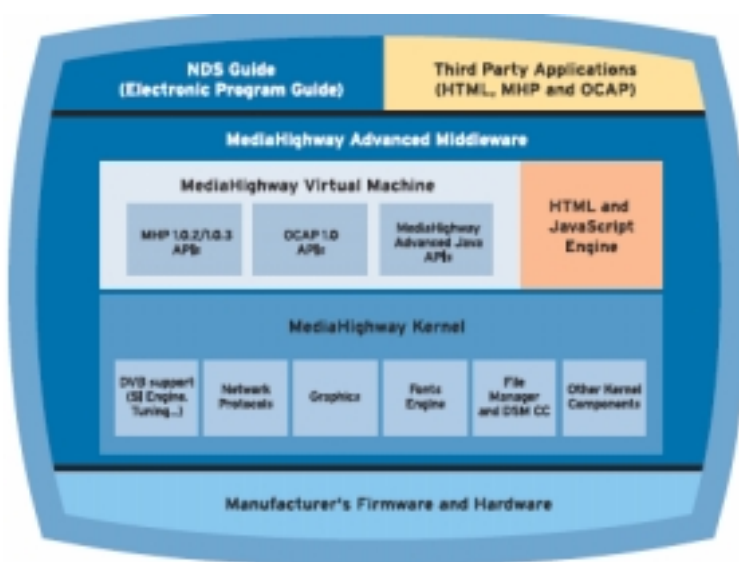 NDS Guide
(Electronic Program Guide)
Third Party Applications
(HTML, MHP and OCAP)
MediaHighway Advanced Middleware
MediaHighway Virtual Machine
MHP 1.0.2/1.0.3
APIs
OCAP 1.0
APIs
MediaHighway
Advanced Java
APIs
HTML and
JavaScript
Engine
MediaHighway Kernel
DVB support
(SI Engine,
Tuning...)
Network
Protocols
Graphics
Fonts
Engine
File
Manager
and DSM CC
Other Kernel
Components
Manufacturer's Firmware and Hardware